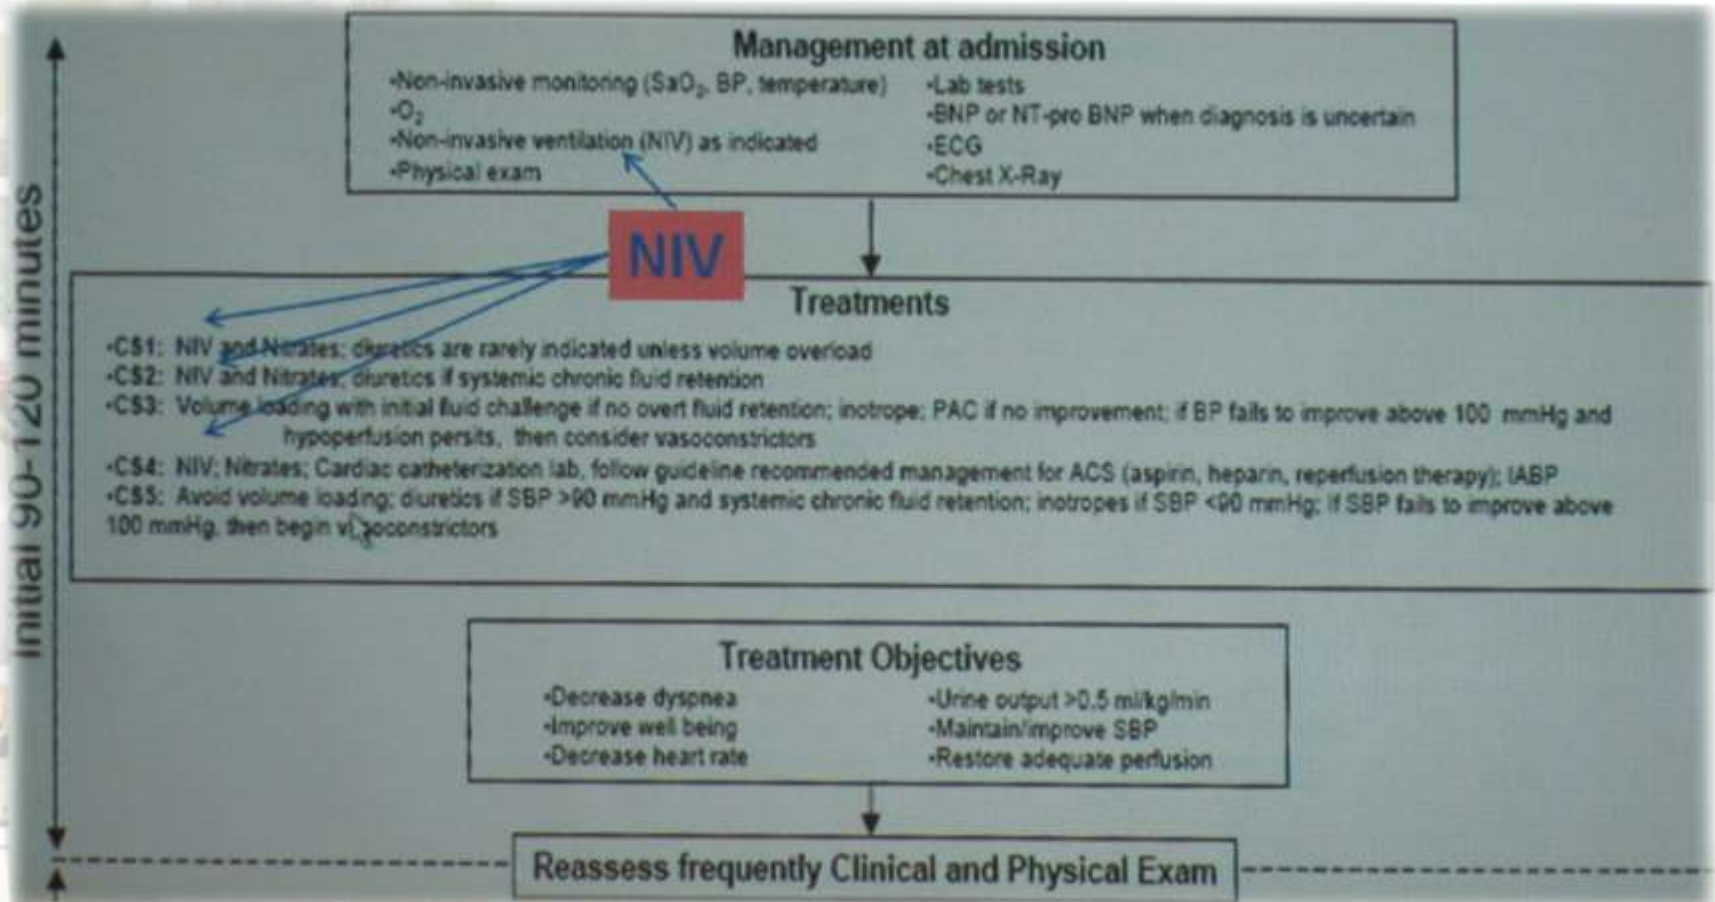 Initial 90-120 minutes
Management at admission
•Non-invasive monitoring (SaO₂, BP, temperature)
•O₂
•Non-invasive ventilation (NIV) as indicated
•Physical exam
•Lab tests
•BNP or NT-pro BNP when diagnosis is uncertain
•ECG
•Chest X-Ray
NIV
Treatments
•CS1: NIV and Nitrates; diuretics are rarely indicated unless volume overload
•CS2: NIV and Nitrates; diuretics if systemic chronic fluid retention
•CS3: Volume loading with initial fluid challenge if no overt fluid retention; inotrope; PAC if no improvement; if BP fails to improve above 100 mmHg and
hypoperfusion persits, then consider vasoconstrictors
•CS4: NIV; Nitrates; Cardiac catheterization lab, follow guideline recommended management for ACS (aspirin, heparin, reperfusion therapy); IABP
•CS5: Avoid volume loading; diuretics if SBP >90 mmHg and systemic chronic fluid retention; inotropes if SBP <90 mmHg; if SBP fails to improve above
100 mmHg, then begin vasoconstrictors
Treatment Objectives
•Decrease dyspnea
•Improve well being
•Decrease heart rate
•Urine output >0.5 ml/kg/min
•Maintain/improve SBP
•Restore adequate perfusion
Reassess frequently Clinical and Physical Exam